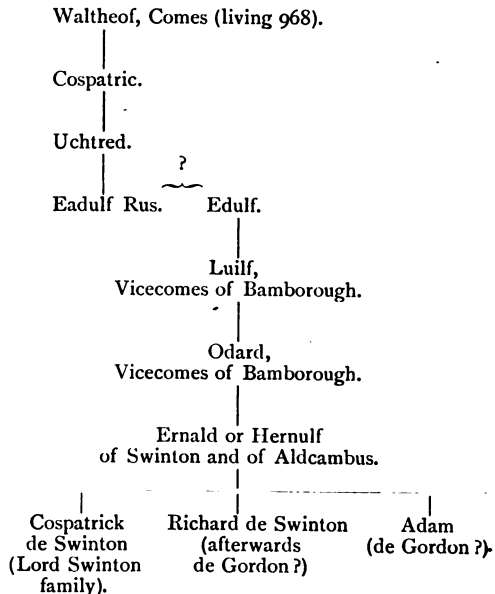 Waltheof, Comes (living 968).
Cospatric.
Uchtred.
?
Eadulf Rus. Edulf.
Luilf,
Vicecomes of Bamborough.
Odard,
Vicecomes of Bamborough.
Ernald or Hernulf
of Swinton and of Aldcambus.
Cospatrick
de Swinton
(Lord Swinton
family).
Richard de Swinton
(afterwards
de Gordon ?)
Adam
(de Gordon ?).